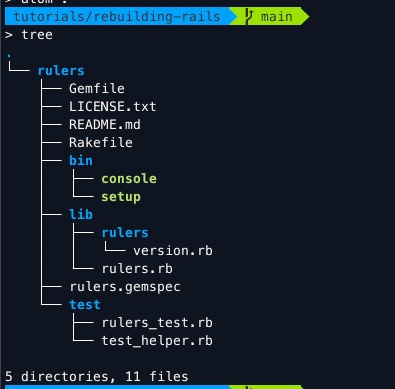 > atom .
tutorials/rebuilding-rails main
> tree
.
└── rulers
    ├── Gemfile
    ├── LICENSE.txt
    ├── README.md
    ├── Rakefile
    ├── bin
    │   ├── console
    │   └── setup
    ├── lib
    │   ├── rulers
    │   │   └── version.rb
    │   └── rulers.rb
    ├── rulers.gemspec
    └── test
        ├── rulers_test.rb
        └── test_helper.rb
5 directories, 11 files